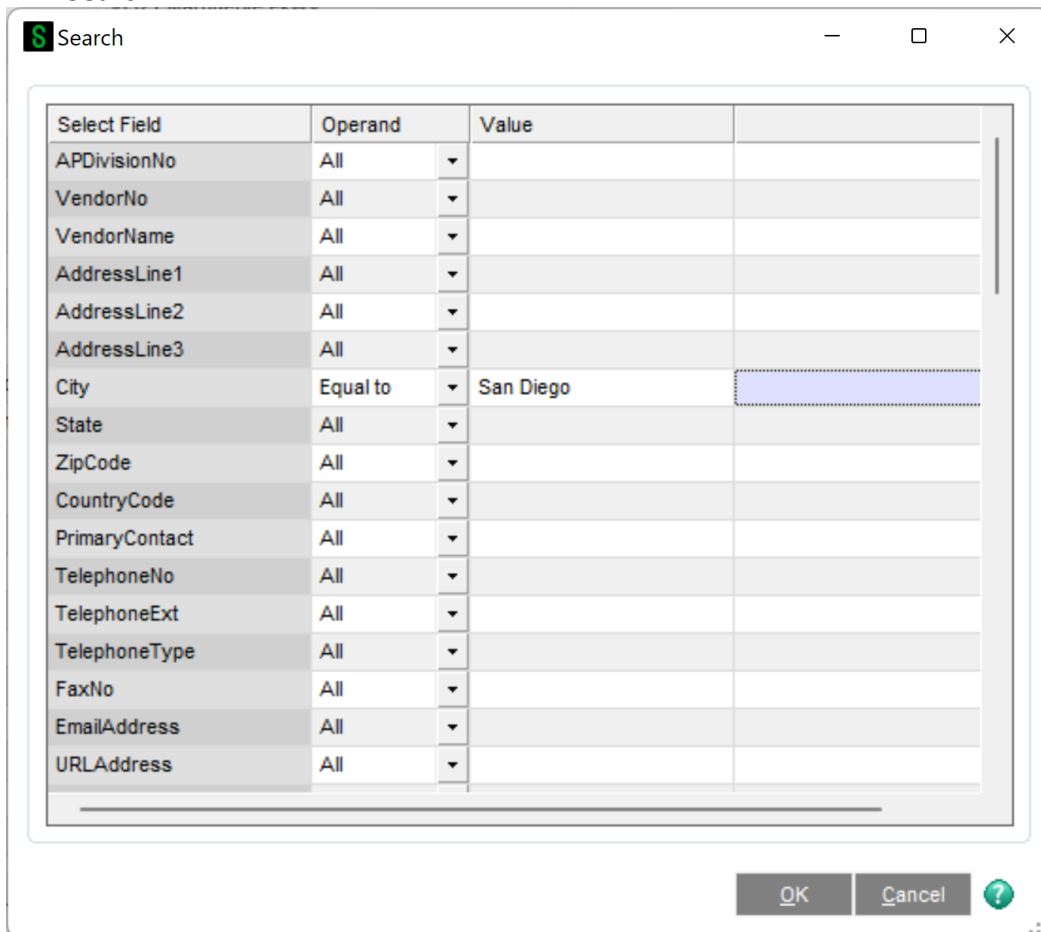 Search
Select Field Operand Value
APDivisionNo All
VendorNo All
VendorName All
AddressLine1 All
AddressLine2 All
AddressLine3 All
City Equal to San Diego
State All
ZipCode All
CountryCode All
PrimaryContact All
TelephoneNo All
TelephoneExt All
TelephoneType All
FaxNo All
EmailAddress All
URLAddress All
OK Cancel ?